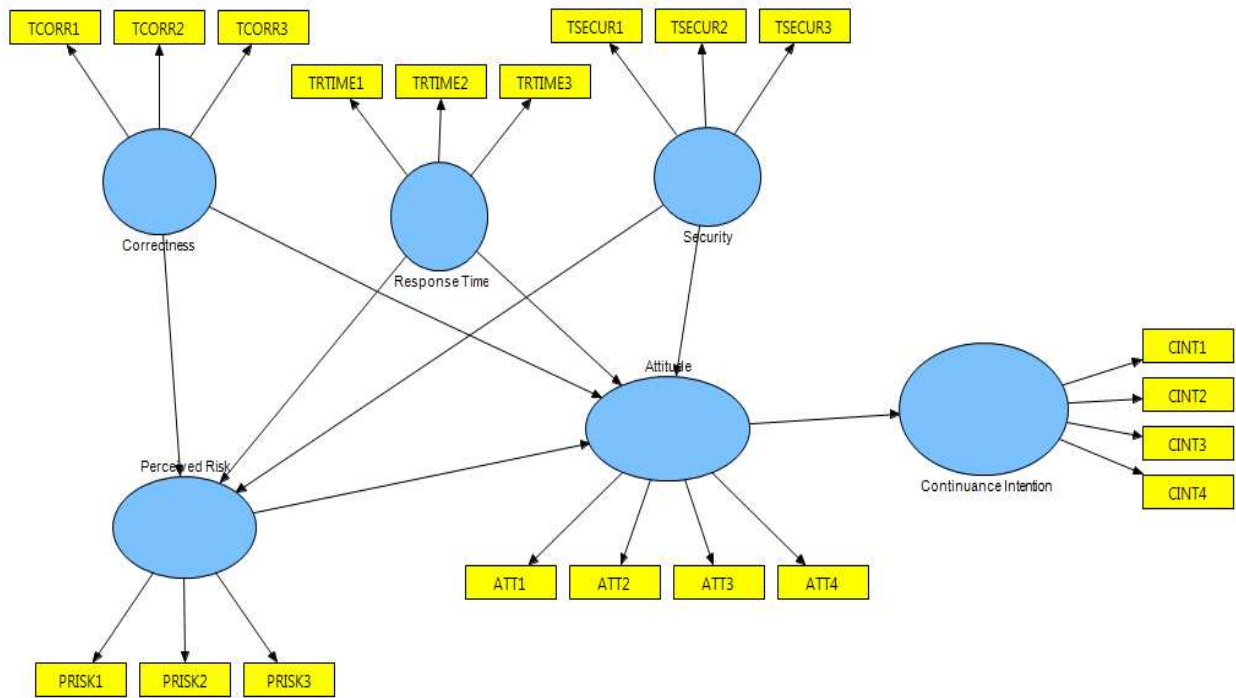 TCORR1
TCORR2
TCORR3
TSECUR1
TSECUR2
TSECUR3
TRTIME1
TRTIME2
TRTIME3
Correctness
Response Time
Security
Attitude
CINT1
CINT2
CINT3
CINT4
Continuance Intention
Perceived Risk
ATT1
ATT2
ATT3
ATT4
PRISK1
PRISK2
PRISK3